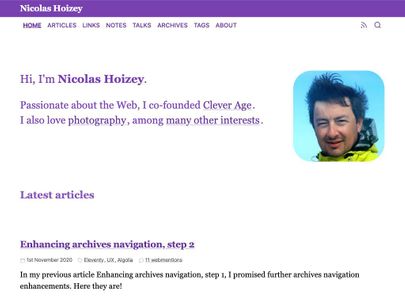 Nicolas Hoizey
HOME ARTICLES LINKS NOTES TALKS ARCHIVES TAGS ABOUT
Hi, I'm Nicolas Hoizey.
Passionate about the Web, I co-founded Clever Age.
I also love photography, among many other interests.
Latest articles
Enhancing archives navigation, step 2
1st November 2020 Eleventy, UX, Algolia 11 webmentions
In my previous article Enhancing archives navigation, step 1, I promised further archives navigation
enhancements. Here they are!